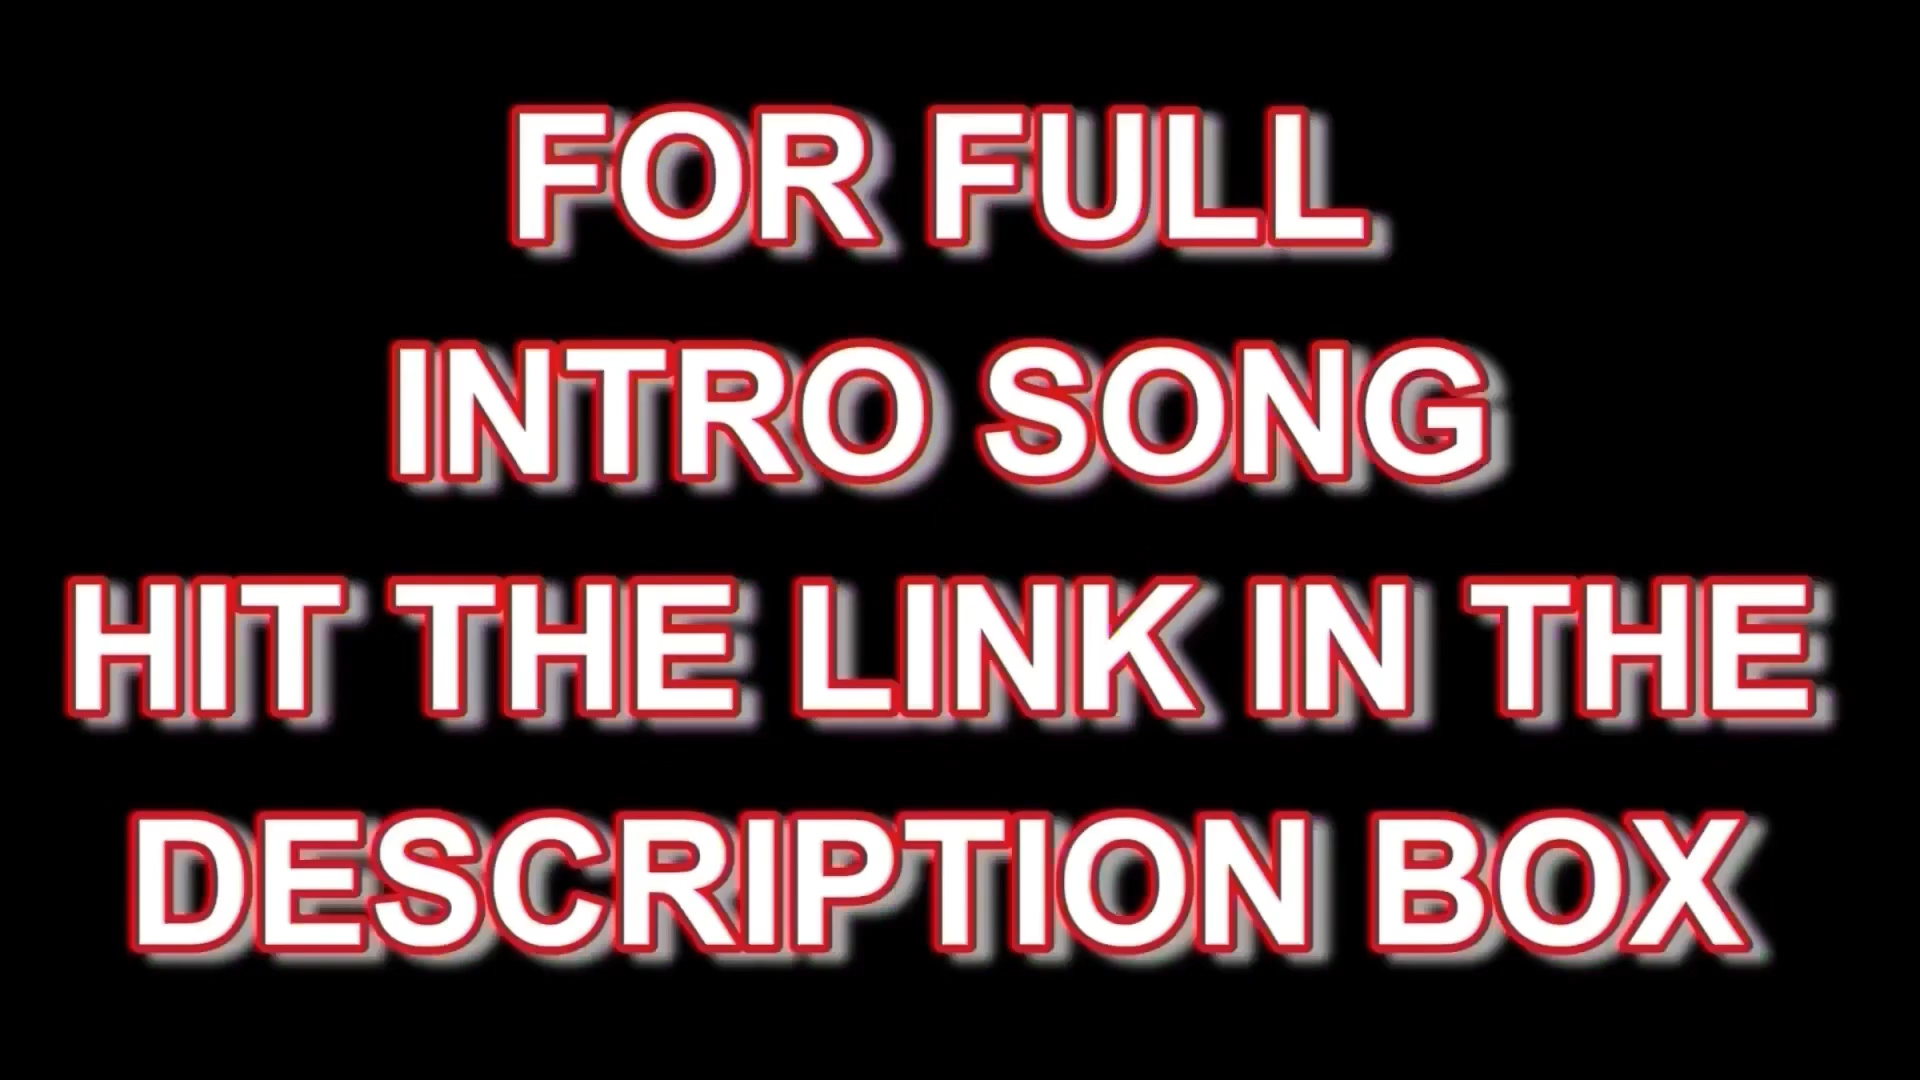 FOR FULL
INTRO SONG
HIT THE LINK IN THE
DESCRIPTION BOX